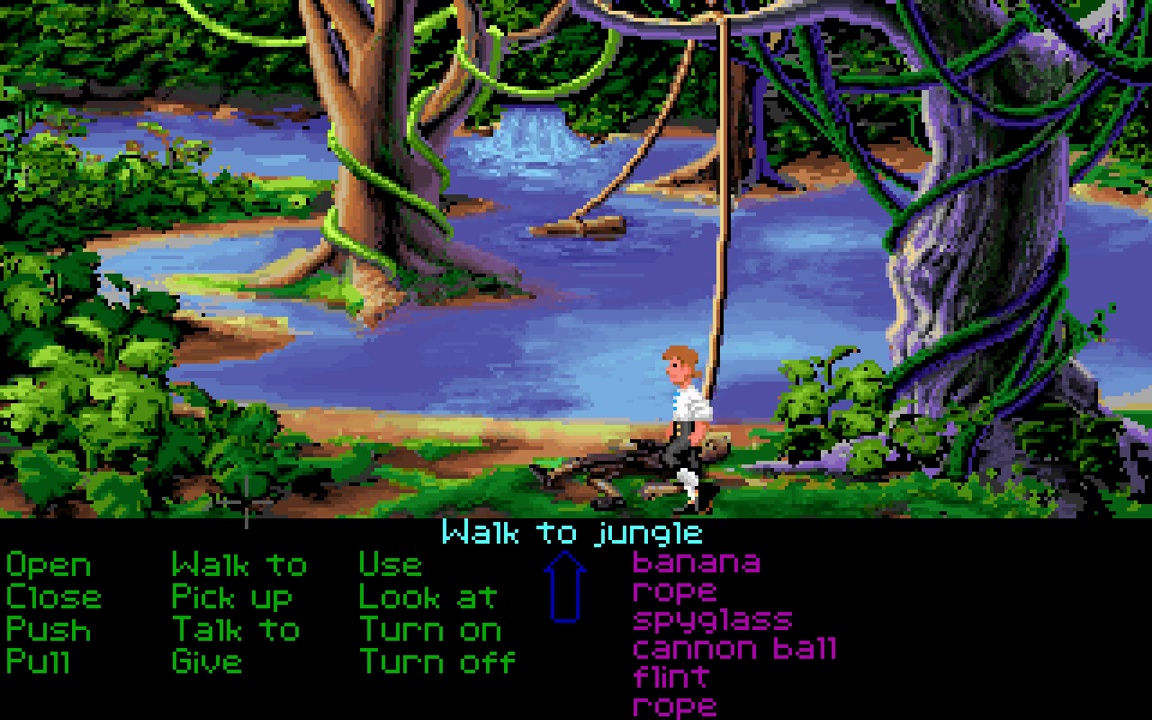 Walk to jungle
Open Walk to Use banana
Close Pick up Look at rope
Push Talk to Turn on spyglass
Pull Give Turn off cannon ball
flint
rope